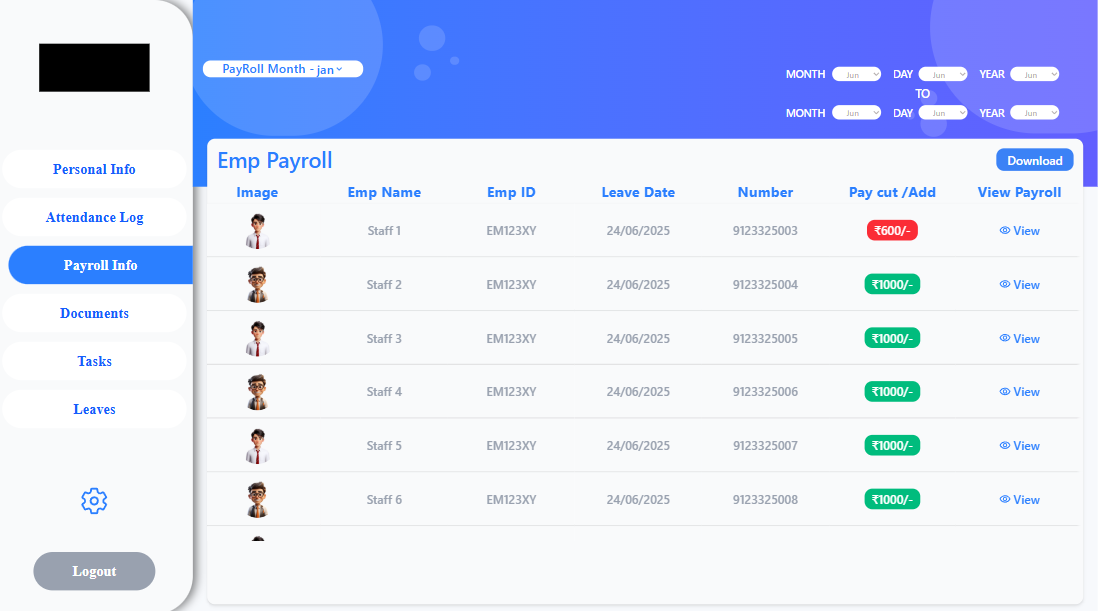 PayRoll Month - jan
MONTH Jun DAY Jun YEAR Jun
TO
MONTH Jun DAY Jun YEAR Jun
Personal Info
Attendance Log
Payroll Info
Documents
Tasks
Leaves
Logout
Emp Payroll
Download
Image Emp Name Emp ID Leave Date Number Pay cut /Add View Payroll
Staff 1 EM123XY 24/06/2025 9123325003 ₹600/- View
Staff 2 EM123XY 24/06/2025 9123325004 ₹1000/- View
Staff 3 EM123XY 24/06/2025 9123325005 ₹1000/- View
Staff 4 EM123XY 24/06/2025 9123325006 ₹1000/- View
Staff 5 EM123XY 24/06/2025 9123325007 ₹1000/- View
Staff 6 EM123XY 24/06/2025 9123325008 ₹1000/- View